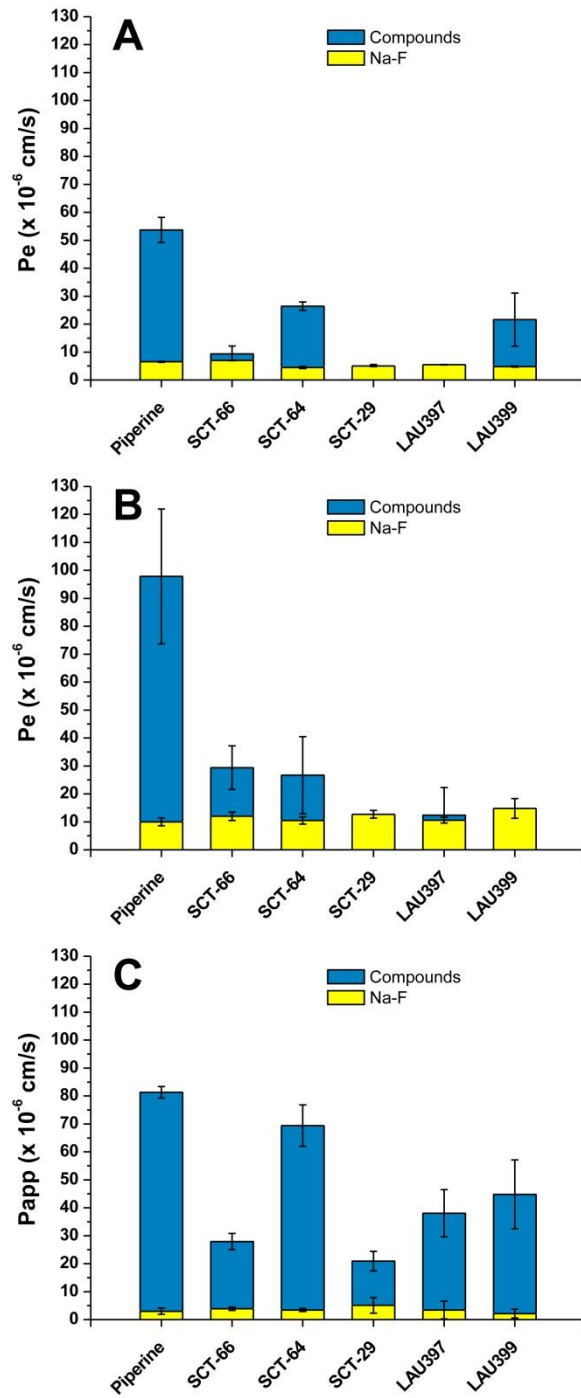 A
Compounds
Na-F
Pe (x 10⁻⁶ cm/s)
130
120
110
100
90
80
70
60
50
40
30
20
10
0
Piperine
SCT-66
SCT-64
SCT-29
LAU397
LAU399
B
Compounds
Na-F
Pe (x 10⁻⁶ cm/s)
130
120
110
100
90
80
70
60
50
40
30
20
10
0
Piperine
SCT-66
SCT-64
SCT-29
LAU397
LAU399
C
Compounds
Na-F
Papp (x 10⁻⁶ cm/s)
130
120
110
100
90
80
70
60
50
40
30
20
10
0
Piperine
SCT-66
SCT-64
SCT-29
LAU397
LAU399